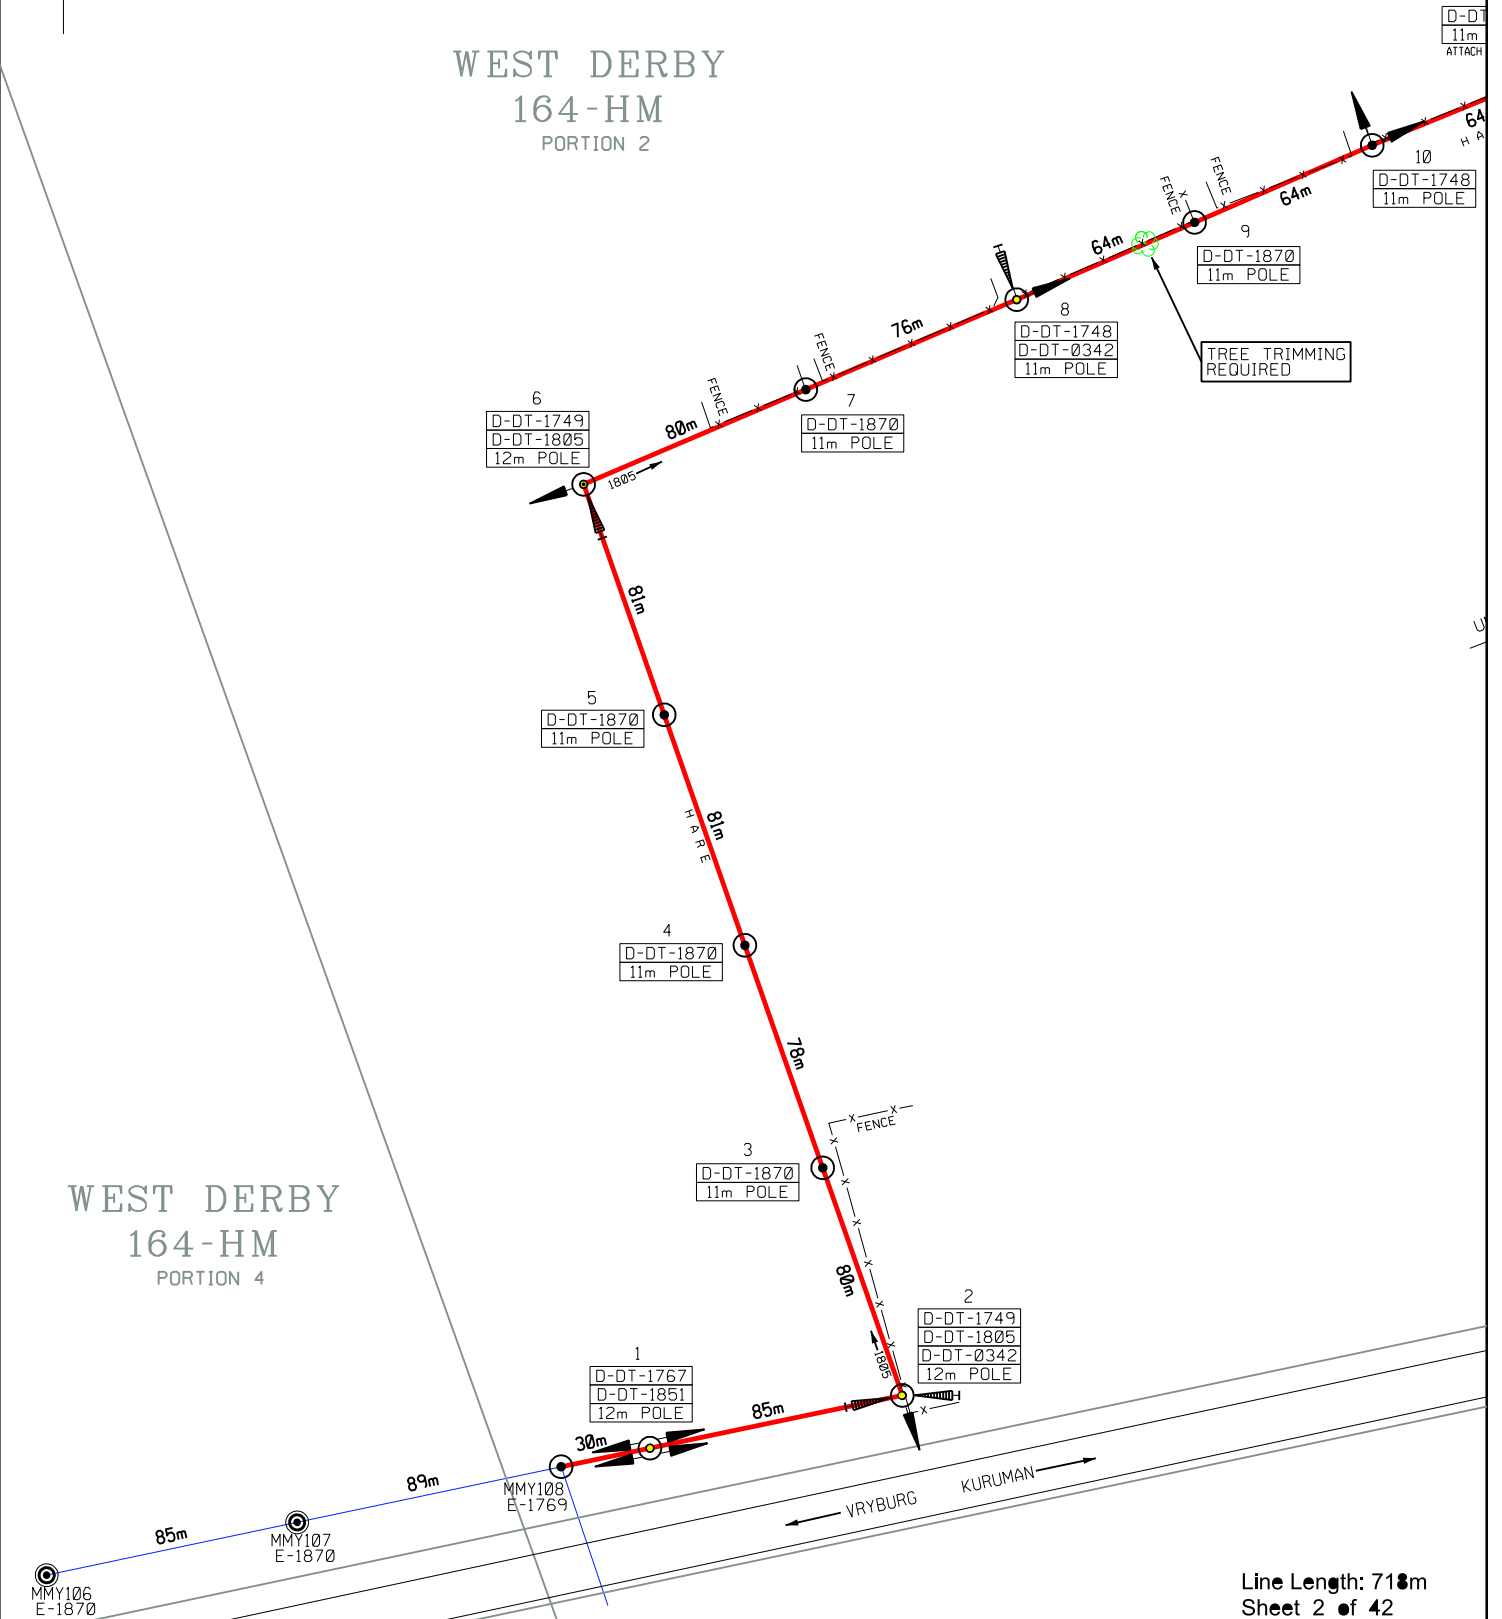 D-DT
11m
ATTACH
WEST DERBY
164-HM
PORTION 2
64
H A
10
D-DT-1748
11m POLE
FENCE
FENCE
64m
9
D-DT-1870
11m POLE
64m
8
D-DT-1748
D-DT-0342
11m POLE
TREE TRIMMING
REQUIRED
76m
FENCE
7
D-DT-1870
11m POLE
FENCE
80m
6
D-DT-1749
D-DT-1805
12m POLE
1805
81m
5
D-DT-1870
11m POLE
81m
HARE
4
D-DT-1870
11m POLE
78m
FENCE
3
D-DT-1870
11m POLE
80m
WEST DERBY
164-HM
PORTION 4
2
D-DT-1749
D-DT-1805
D-DT-0342
12m POLE
1805
1
D-DT-1767
D-DT-1851
12m POLE
85m
30m
MMY108
E-1769
89m
MMY107
E-1870
85m
MMY106
E-1870
VRYBURG
KURUMAN
Line Length: 718m
Sheet 2 of 42